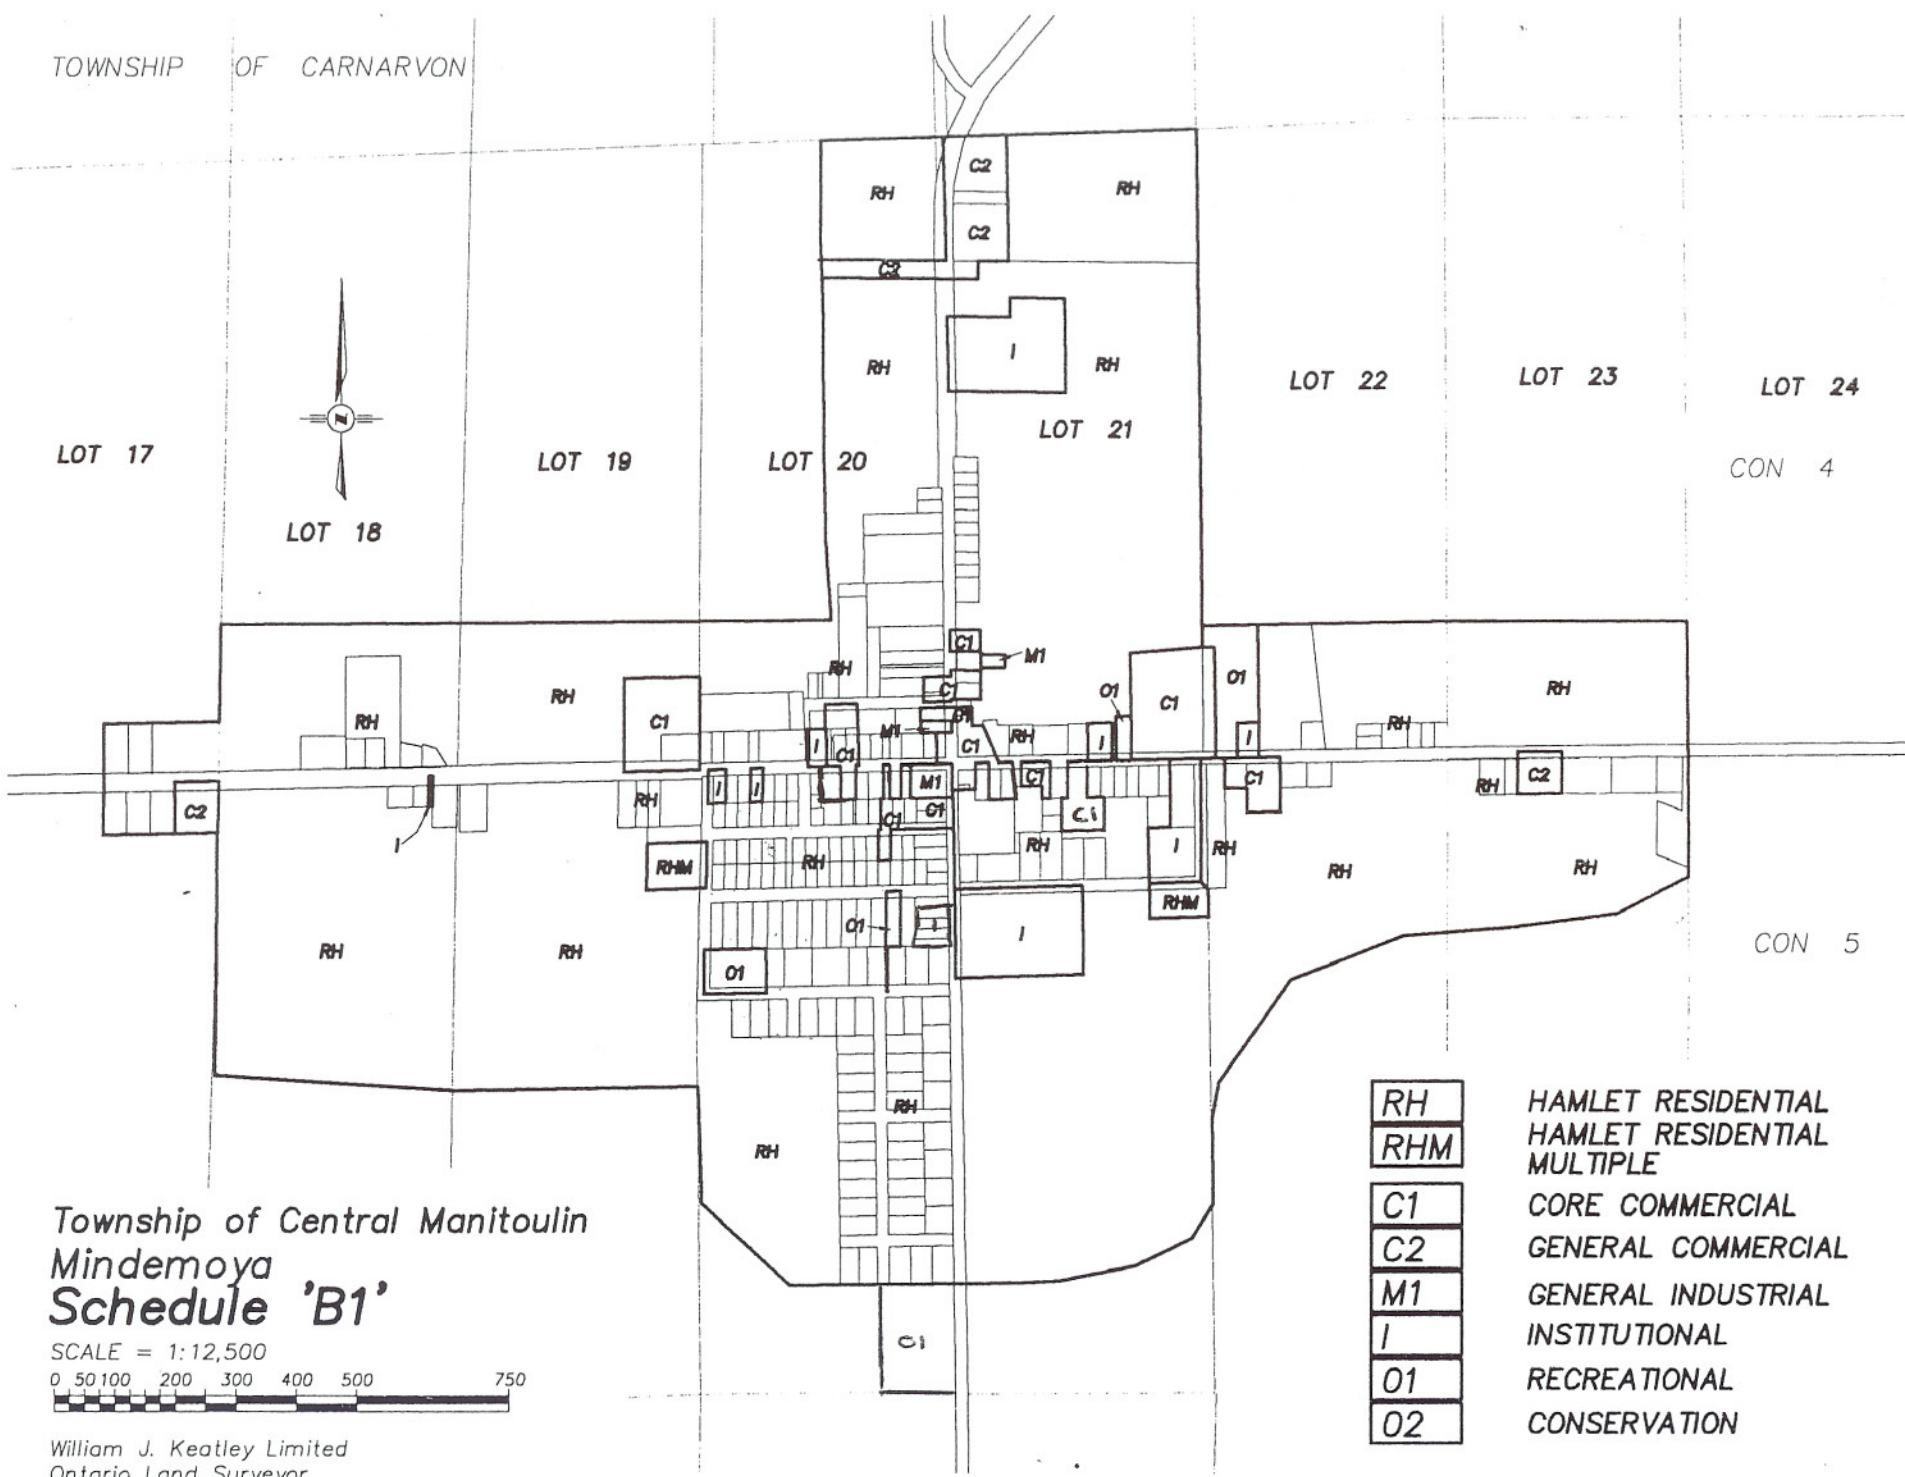 TOWNSHIP OF CARNARVON
C2
RH
RH
C2
C2
I
RH
RH
LOT 22
LOT 23
LOT 24
LOT 21
LOT 17
LOT 19
LOT 20
CON 4
LOT 18
C1
M1
RH
RH
C1
O1
O1
RH
C1
RH
C1
RH
M1
C1
RH
I
I
I
C1
C1
I
I
M1
C1
C1
C2
RH
RH
C2
C1
C1
C.1
I
RH
RH
I
RHM
RH
RH
RH
RHM
O1
I
I
RH
RH
O1
CON 5
RH
RH
C1
RH HAMLET RESIDENTIAL
RHM HAMLET RESIDENTIAL
MULTIPLE
C1 CORE COMMERCIAL
C2 GENERAL COMMERCIAL
M1 GENERAL INDUSTRIAL
I INSTITUTIONAL
O1 RECREATIONAL
O2 CONSERVATION
Township of Central Manitoulin
Mindemoya
Schedule 'B1'
SCALE = 1:12,500
0 50 100 200 300 400 500 750
William J. Keatley Limited
Ontario Land Surveyor